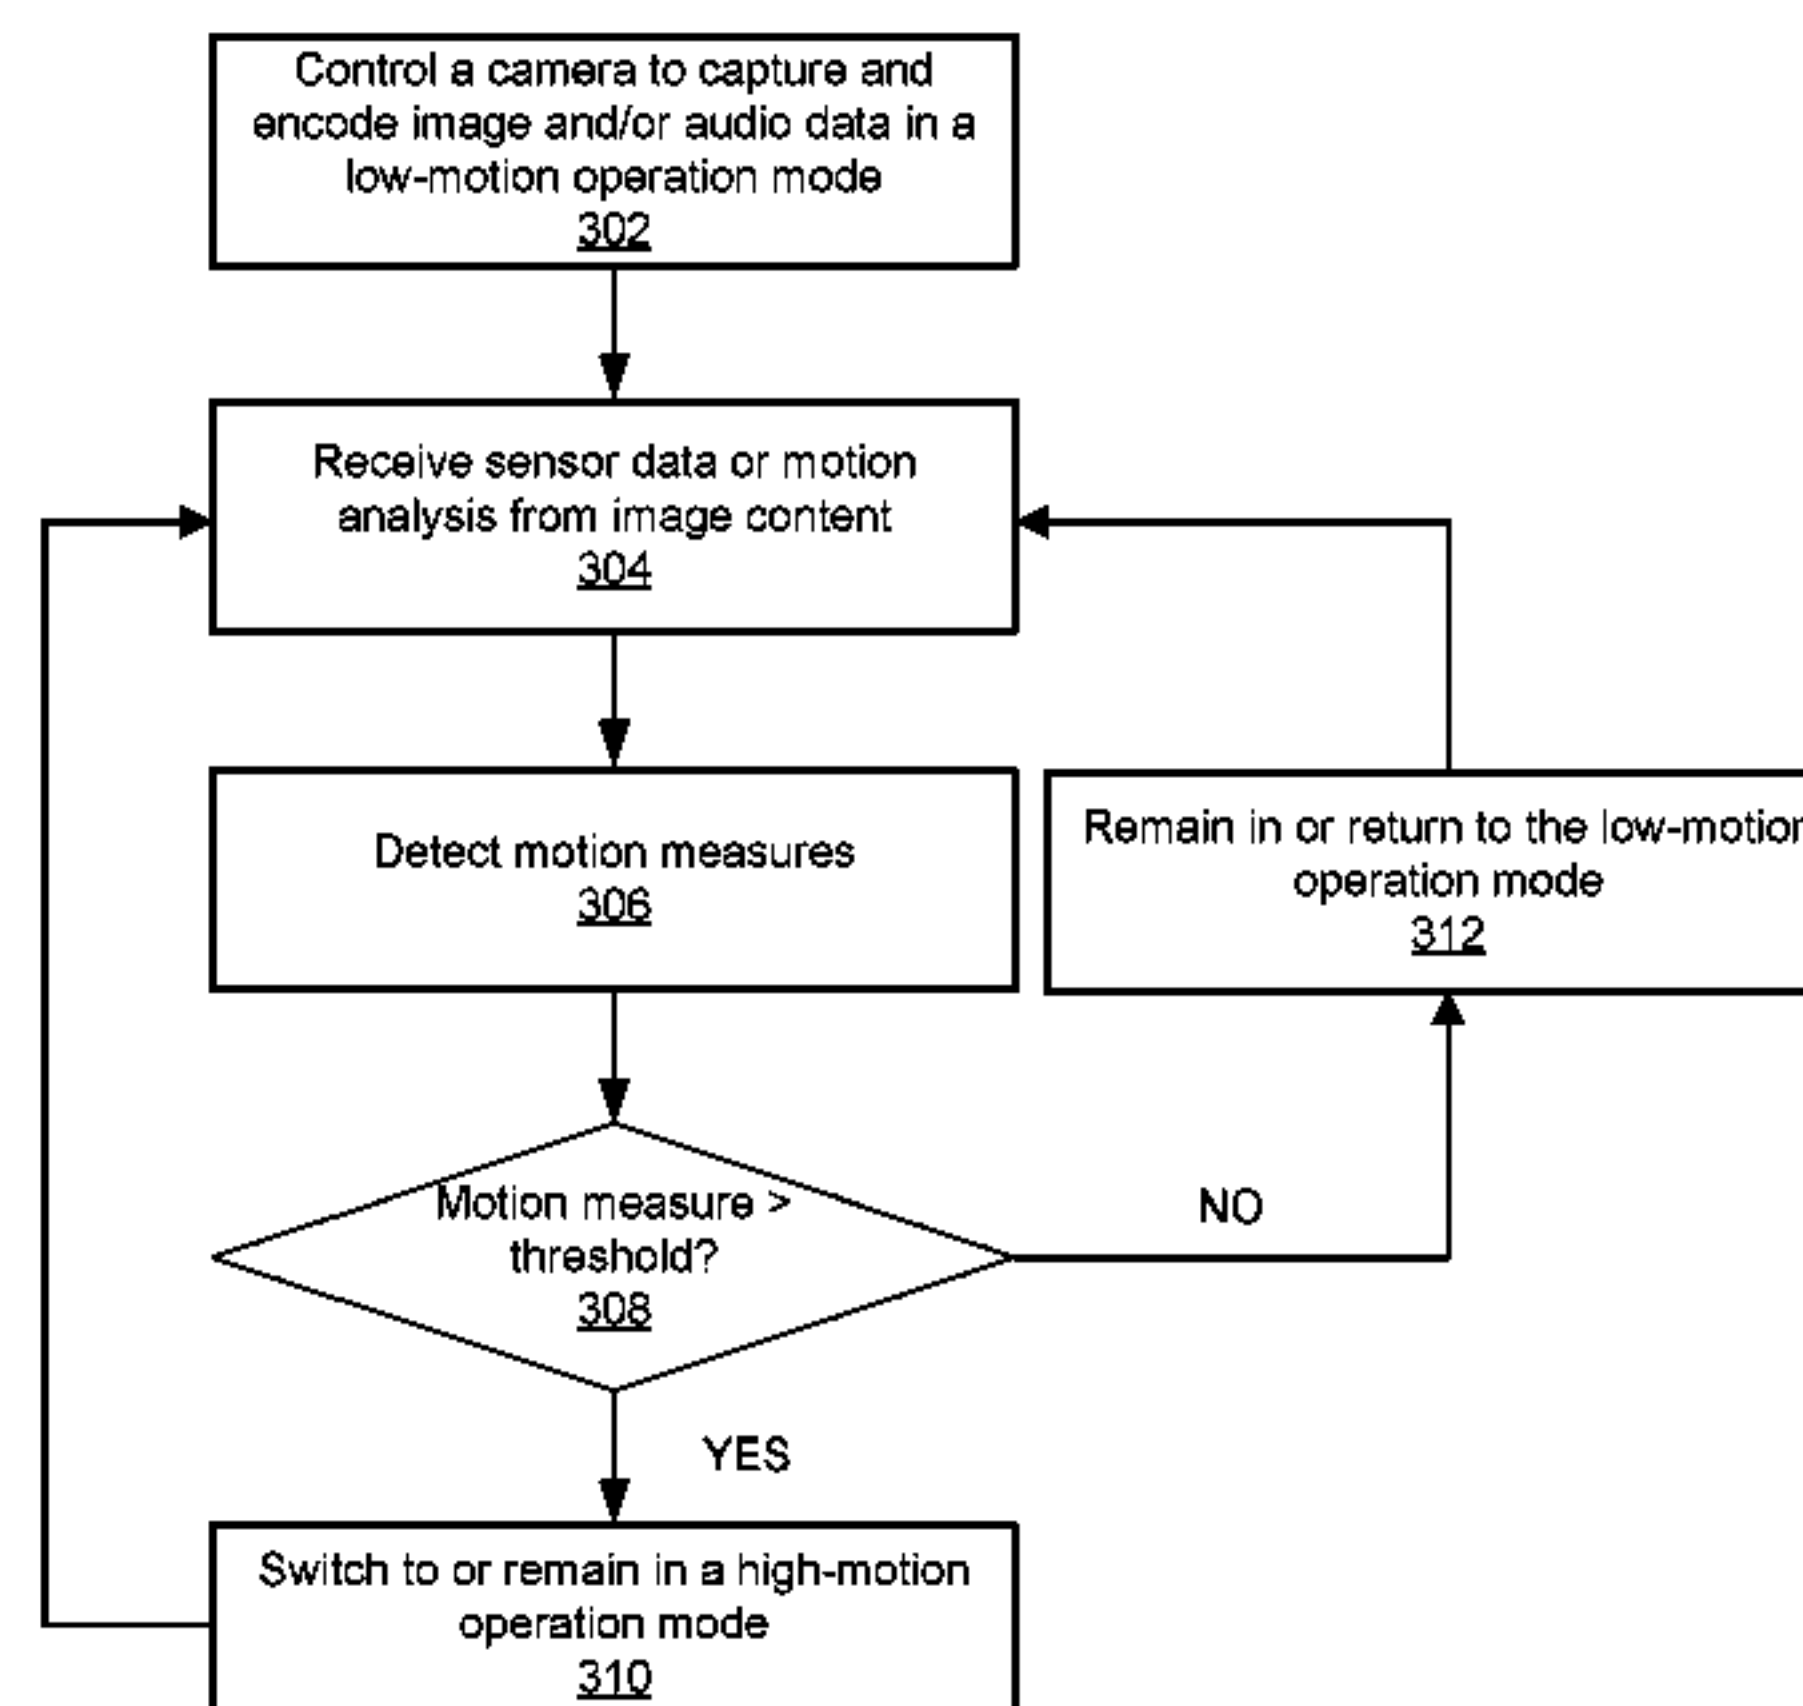 Control a camera to capture and
encode image and/or audio data in a
low-motion operation mode
302
Receive sensor data or motion
analysis from image content
304
Detect motion measures
306
Remain in or return to the low-motion
operation mode
312
Motion measure >
threshold?
308
NO
YES
Switch to or remain in a high-motion
operation mode
310